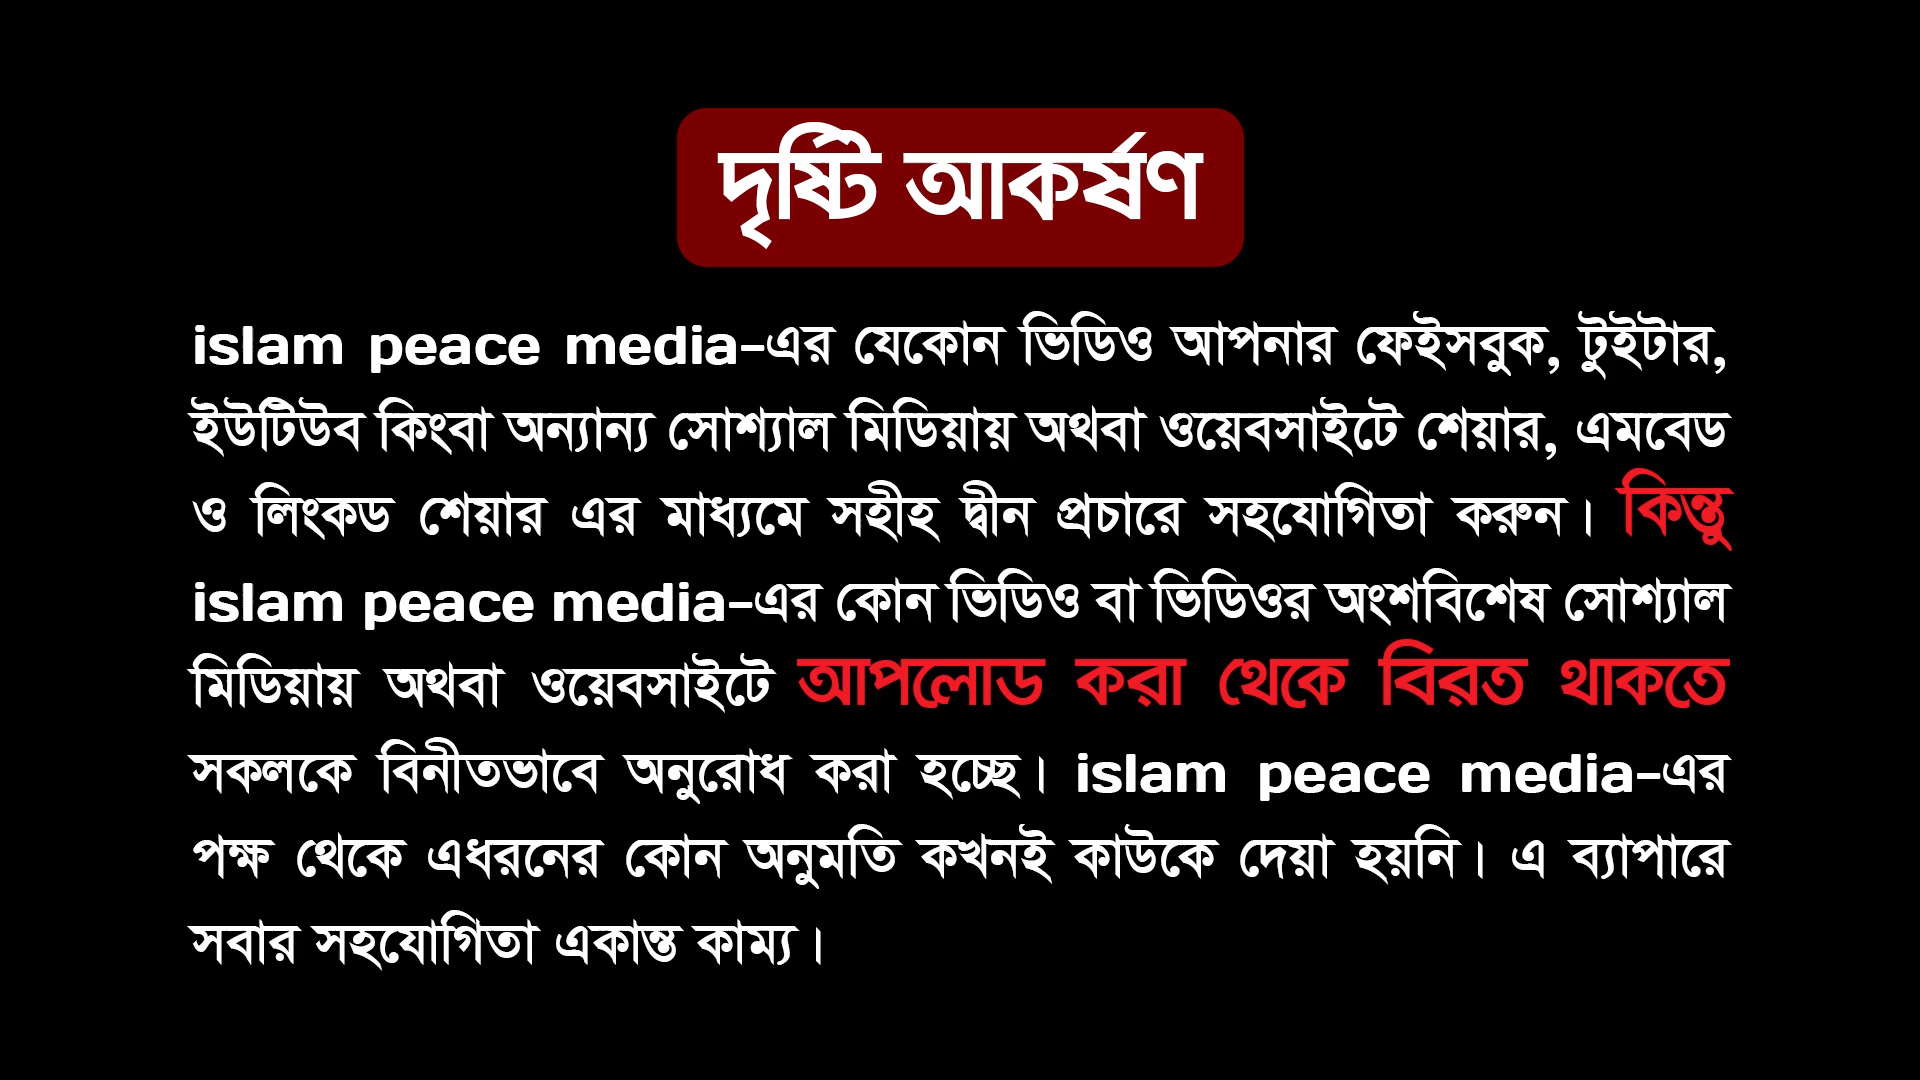 দৃষ্টি আকর্ষণ
islam peace media-এর যেকোন ভিডিও আপনার ফেইসবুক, টুইটার,
ইউটিউব কিংবা অন্যান্য সোশ্যাল মিডিয়ায় অথবা ওয়েবসাইটে শেয়ার, এমবেড
ও লিংকড শেয়ার এর মাধ্যমে সহীহ দ্বীন প্রচারে সহযোগিতা করুন। কিন্তু
islam peace media-এর কোন ভিডিও বা ভিডিওর অংশবিশেষ সোশ্যাল
মিডিয়ায় অথবা ওয়েবসাইটে আপলোড করা থেকে বিরত থাকতে
সকলকে বিনীতভাবে অনুরোধ করা হচ্ছে। islam peace media-এর
পক্ষ থেকে এধরনের কোন অনুমতি কখনই কাউকে দেয়া হয়নি। এ ব্যাপারে
সবার সহযোগিতা একান্ত কাম্য।